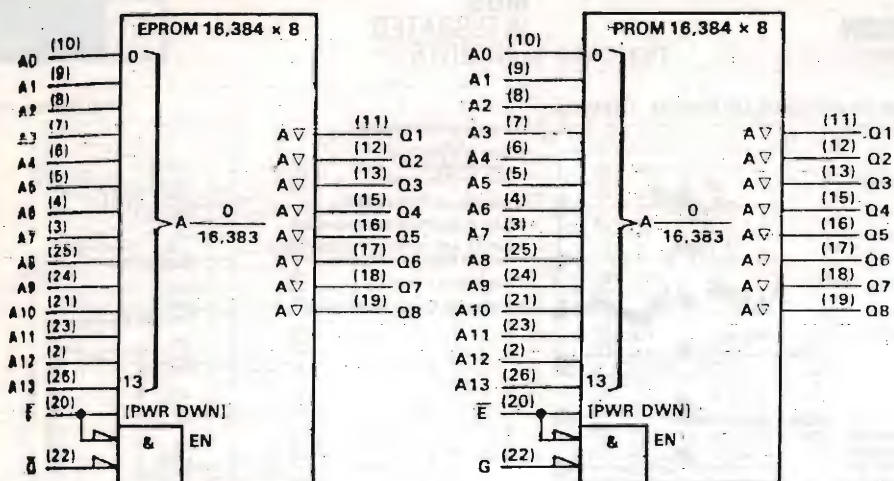 EPROM 16,384 × 8
A0 (10) 0
A1 (9)
A2 (8)
A3 (7) A▽ (11) Q1
A4 (6) A▽ (12) Q2
A5 (5) A▽ (13) Q3
A6 (4) A 0 A▽ (15) Q4
A7 (3) 16,383 A▽ (16) Q5
A8 (25) A▽ (17) Q6
A9 (24) A▽ (18) Q7
A10 (21) A▽ (19) Q8
A11 (23)
A12 (2)
A13 (26) 13
(20) [PWR DWN]
& EN
(22)
PROM 16,384 × 8
A0 (10) 0
A1 (9)
A2 (8)
A3 (7) A▽ (11) Q1
A4 (6) A▽ (12) Q2
A5 (5) A▽ (13) Q3
A6 (4) A 0 A▽ (15) Q4
A7 (3) 16,383 A▽ (16) Q5
A8 (25) A▽ (17) Q6
A9 (24) A▽ (18) Q7
A10 (21) A▽ (19) Q8
A11 (23)
A12 (2)
A13 (26) 13
E̅ (20) [PWR DWN]
& EN
G (22)